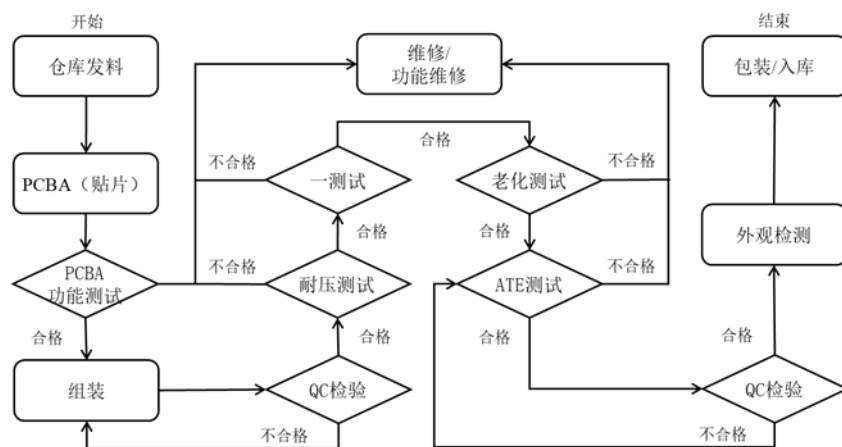 开始
仓库发料
PCBA（贴片）
PCBA
功能测试
合格
组装
QC检验
不合格
合格
耐压测试
不合格
合格
一测试
不合格
维修/
功能维修
合格
老化测试
不合格
合格
ATE测试
不合格
合格
QC检验
不合格
合格
外观检测
包装/入库
结束